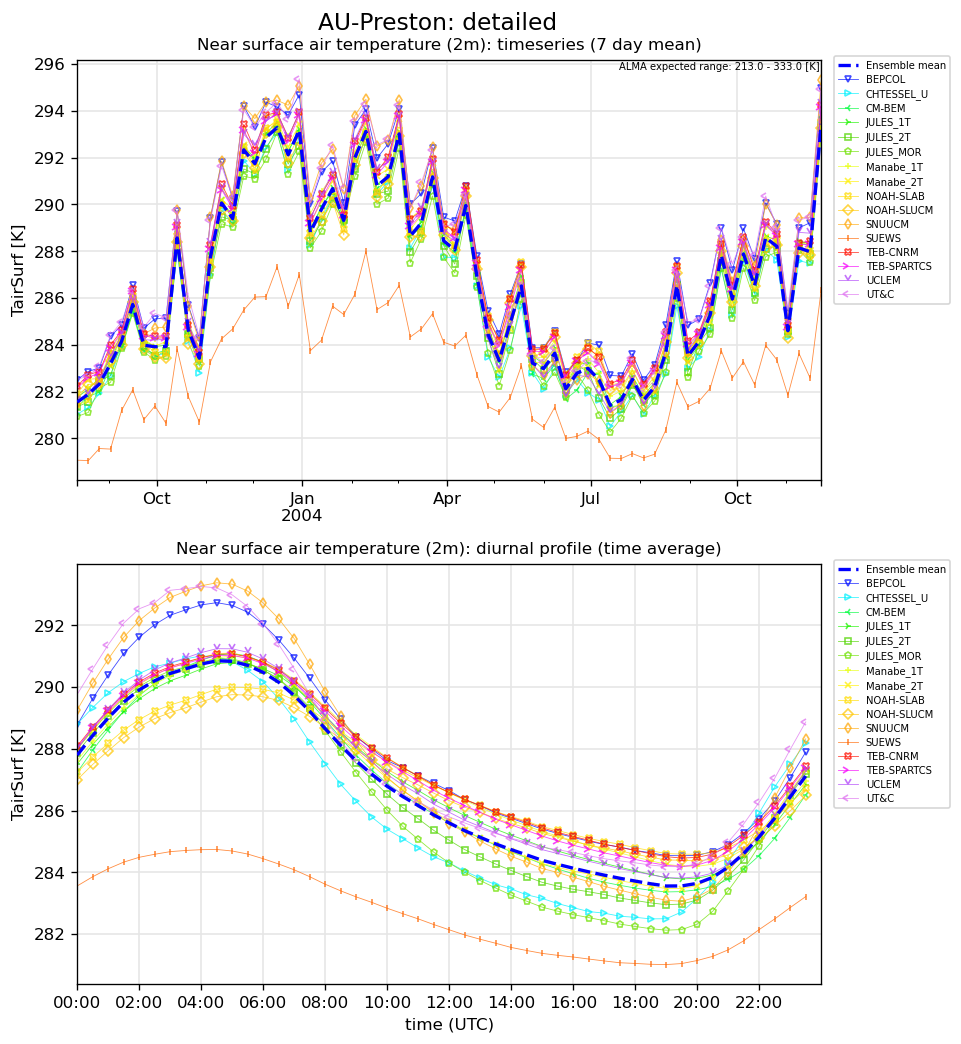 AU-Preston: detailed
Near surface air temperature (2m): timeseries (7 day mean)
ALMA expected range: 213.0 - 333.0 [K]
TairSurf [K]
296
294
292
290
288
286
284
282
280
Oct
Jan
2004
Apr
Jul
Oct
Ensemble mean
BEPCOL
CHTESSEL_U
CM-BEM
JULES_1T
JULES_2T
JULES_MOR
Manabe_1T
Manabe_2T
NOAH-SLAB
NOAH-SLUCM
SNUUCM
SUEWS
TEB-CNRM
TEB-SPARTCS
UCLEM
UT&C
Near surface air temperature (2m): diurnal profile (time average)
TairSurf [K]
292
290
288
286
284
282
00:00
02:00
04:00
06:00
08:00
10:00
12:00
14:00
16:00
18:00
20:00
22:00
time (UTC)
Ensemble mean
BEPCOL
CHTESSEL_U
CM-BEM
JULES_1T
JULES_2T
JULES_MOR
Manabe_1T
Manabe_2T
NOAH-SLAB
NOAH-SLUCM
SNUUCM
SUEWS
TEB-CNRM
TEB-SPARTCS
UCLEM
UT&C